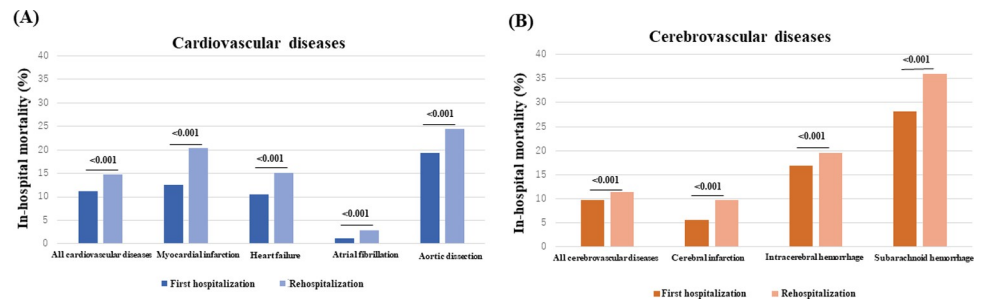 (A)
Cardiovascular diseases
In-hospital mortality (%)
40
35
30
25
20
15
10
5
0
<0.001
<0.001
<0.001
<0.001
<0.001
All cardiovascular diseases
Myocardial infarction
Heart failure
Atrial fibrillation
Aortic dissection
First hospitalization
Rehospitalization
(B)
Cerebrovascular diseases
In-hospital mortality (%)
40
35
30
25
20
15
10
5
0
<0.001
<0.001
<0.001
<0.001
All cerebrovascular diseases
Cerebral infarction
Intracerebral hemorrhage
Subarachnoid hemorrhage
First hospitalization
Rehospitalization